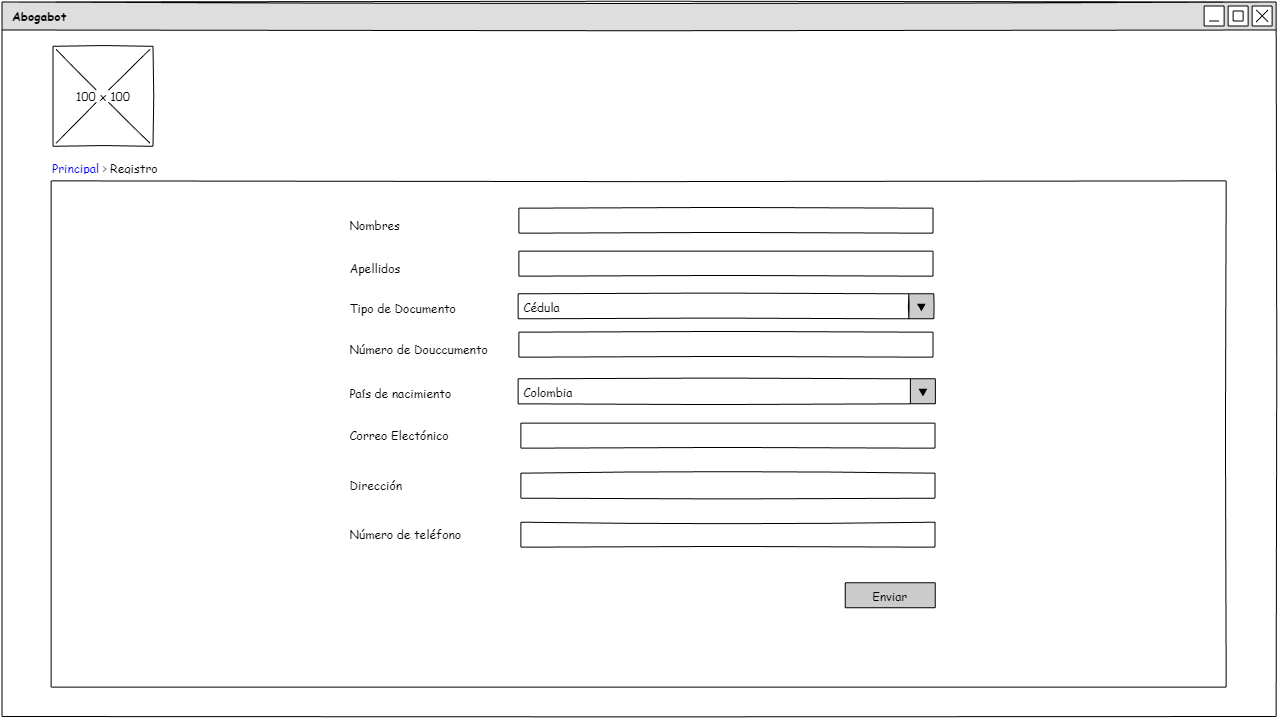 Abogabot
100 x 100
Principal > Registro
Nombres
Apellidos
Tipo de Documento
Cédula
Número de Douccumento
País de nacimiento
Colombia
Correo Electónico
Dirección
Número de teléfono
Enviar